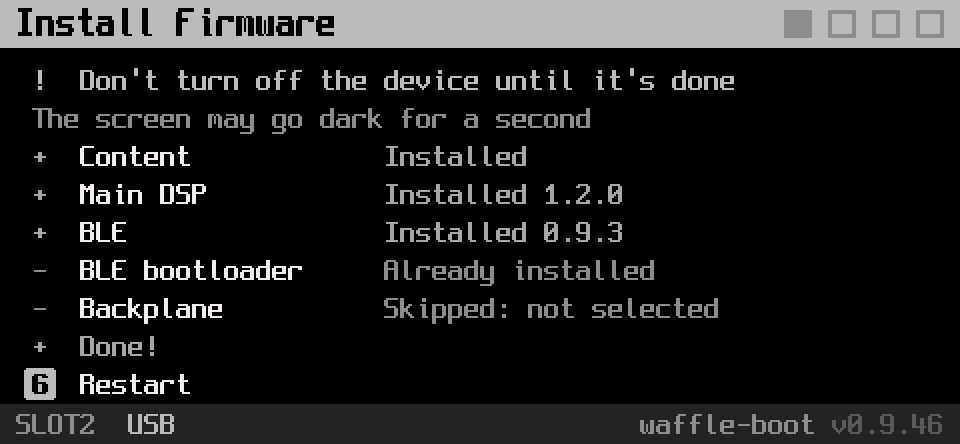 Install Firmware
! Don't turn off the device until it's done
The screen may go dark for a second
+ Content Installed
+ Main DSP Installed 1.2.0
+ BLE Installed 0.9.3
- BLE bootloader Already installed
- Backplane Skipped: not selected
+ Done!
6 Restart
SLOT2 USB waffle-boot v0.9.46